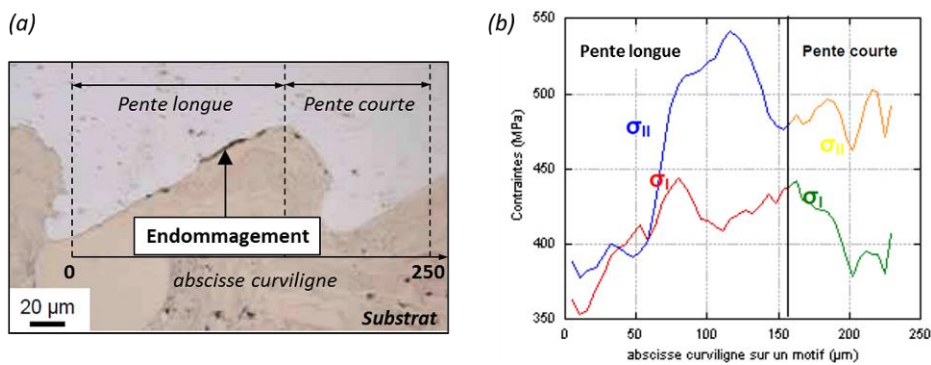 (a)
Pente longue
Pente courte
Endommagement
0
250
abscisse curviligne
20 µm
Substrat
(b)
Contraintes (MPa)
550
500
450
400
350
Pente longue
Pente courte
σII
σI
σII
σI
0
50
100
150
200
250
abscisse curviligne sur un motif (µm)